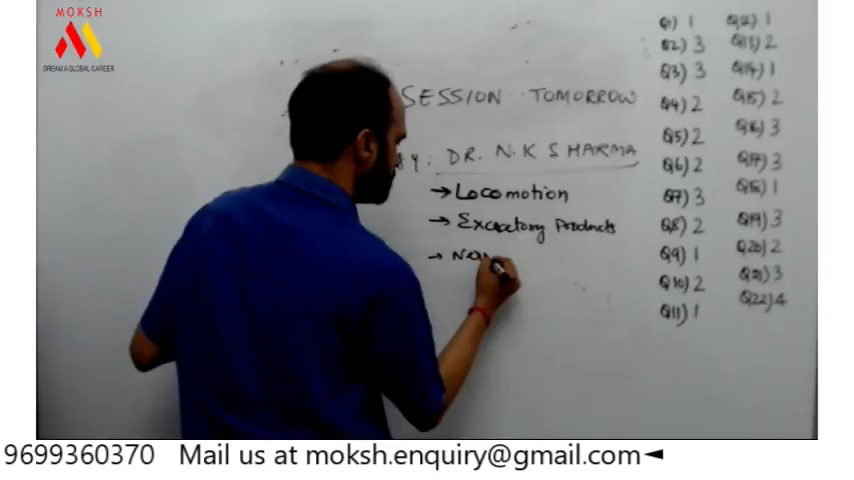 MOKSH
DREAM A GLOBAL CAREER
SESSION TOMORROW
Y: DR. N.K SHARMA
→ Locomotion
→ Excretory Products
→
Q1) 1
Q2) 3
Q3) 3
Q4) 2
Q5) 2
Q6) 2
Q7) 3
Q8) 2
Q9) 1
Q10) 2
Q11) 1
Q12) 1
Q13) 2
Q14) 1
Q15) 2
Q16) 3
Q17) 3
Q18) 1
Q19) 3
Q20) 2
Q21) 3
Q22) 4
9699360370 Mail us at moksh.enquiry@gmail.com